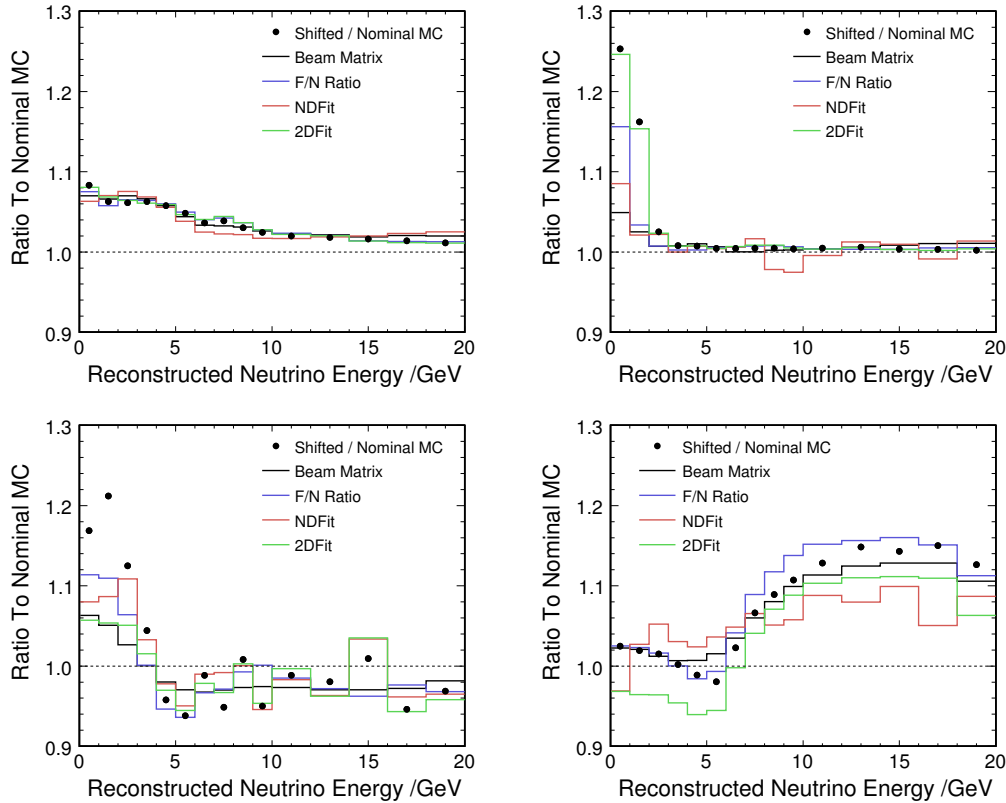 Ratio To Nominal MC
1.3
1.2
1.1
1.0
0.9
Shifted / Nominal MC
Beam Matrix
F/N Ratio
NDFit
2DFit
0 5 10 15 20
Reconstructed Neutrino Energy /GeV
Ratio To Nominal MC
1.3
1.2
1.1
1.0
0.9
Shifted / Nominal MC
Beam Matrix
F/N Ratio
NDFit
2DFit
0 5 10 15 20
Reconstructed Neutrino Energy /GeV
Ratio To Nominal MC
1.3
1.2
1.1
1.0
0.9
Shifted / Nominal MC
Beam Matrix
F/N Ratio
NDFit
2DFit
0 5 10 15 20
Reconstructed Neutrino Energy /GeV
Ratio To Nominal MC
1.3
1.2
1.1
1.0
0.9
Shifted / Nominal MC
Beam Matrix
F/N Ratio
NDFit
2DFit
0 5 10 15 20
Reconstructed Neutrino Energy /GeV